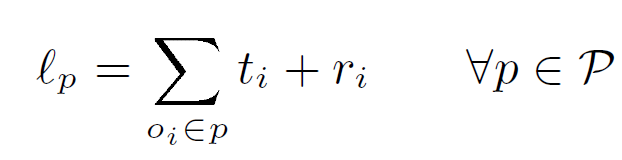 ℓ_p = ∑_{o_i ∈ p} t_i + r_i ∀p ∈ 𝒫